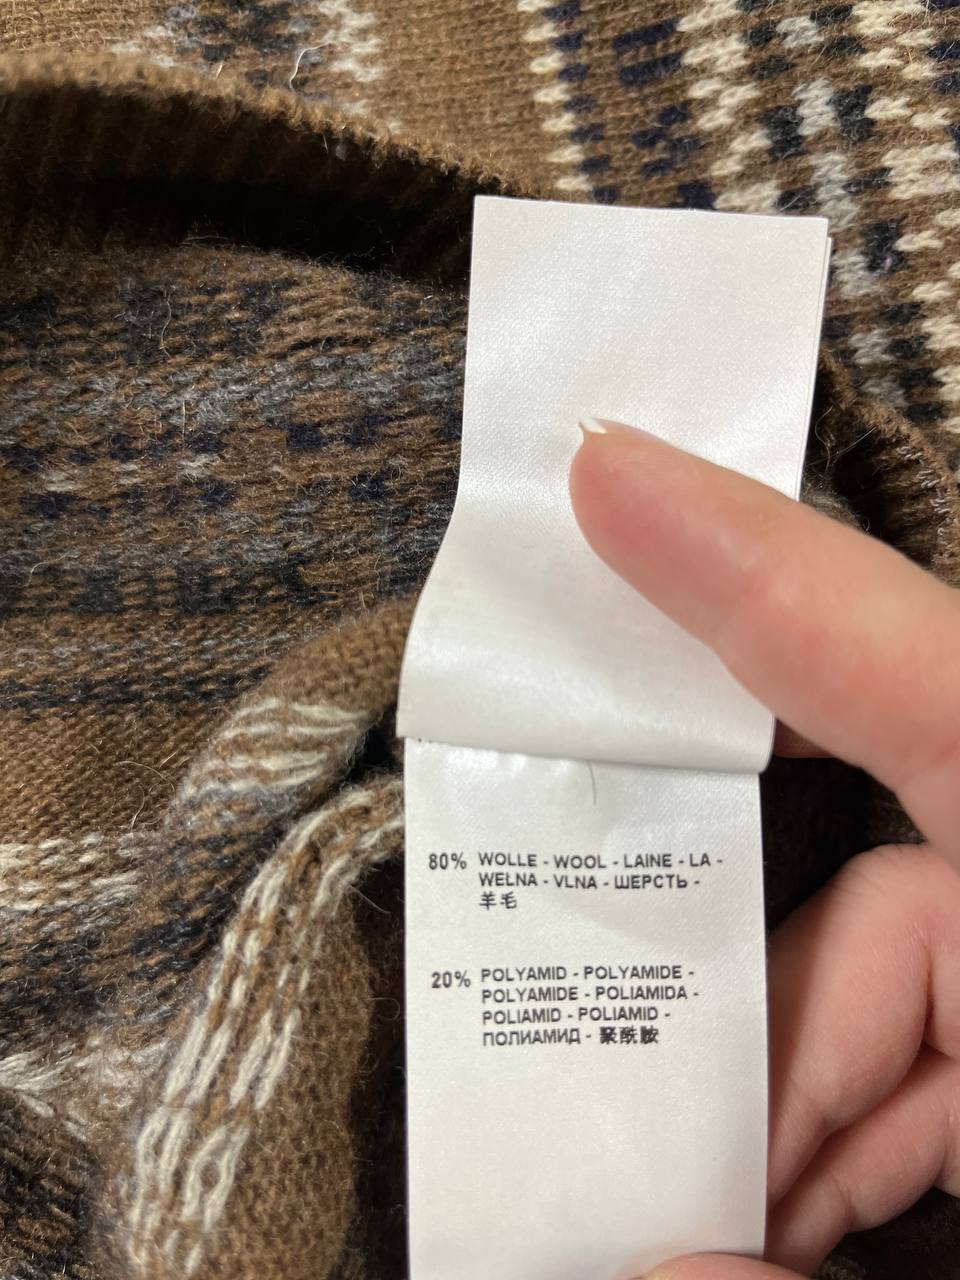 80% WOLLE - WOOL - LAINE - LA -
WEŁNA - VLNA - ШЕРСТЬ -
羊毛
20% POLYAMID - POLYAMIDE -
POLYAMIDE - POLIAMIDA -
POLIAMID - POLIAMID -
ПОЛИАМИД - 聚酰胺